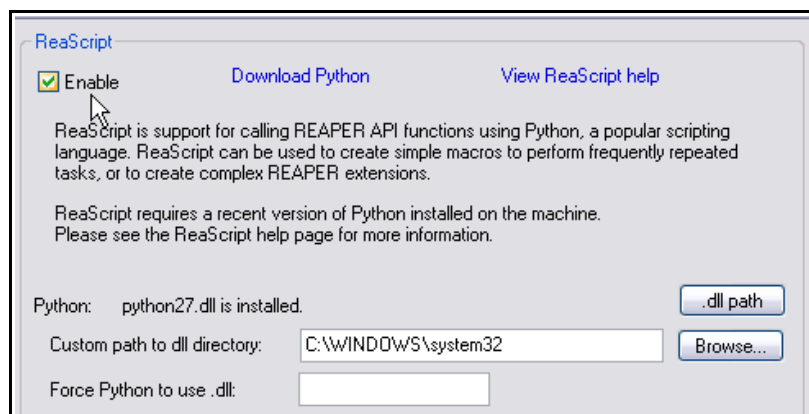 ReaScript
Enable
Download Python
View ReaScript help
ReaScript is support for calling REAPER API functions using Python, a popular scripting
language. ReaScript can be used to create simple macros to perform frequently repeated
tasks, or to create complex REAPER extensions.
ReaScript requires a recent version of Python installed on the machine.
Please see the ReaScript help page for more information.
Python: python27.dll is installed.
.dll path
Custom path to dll directory:
C:\WINDOWS\system32
Browse...
Force Python to use .dll: